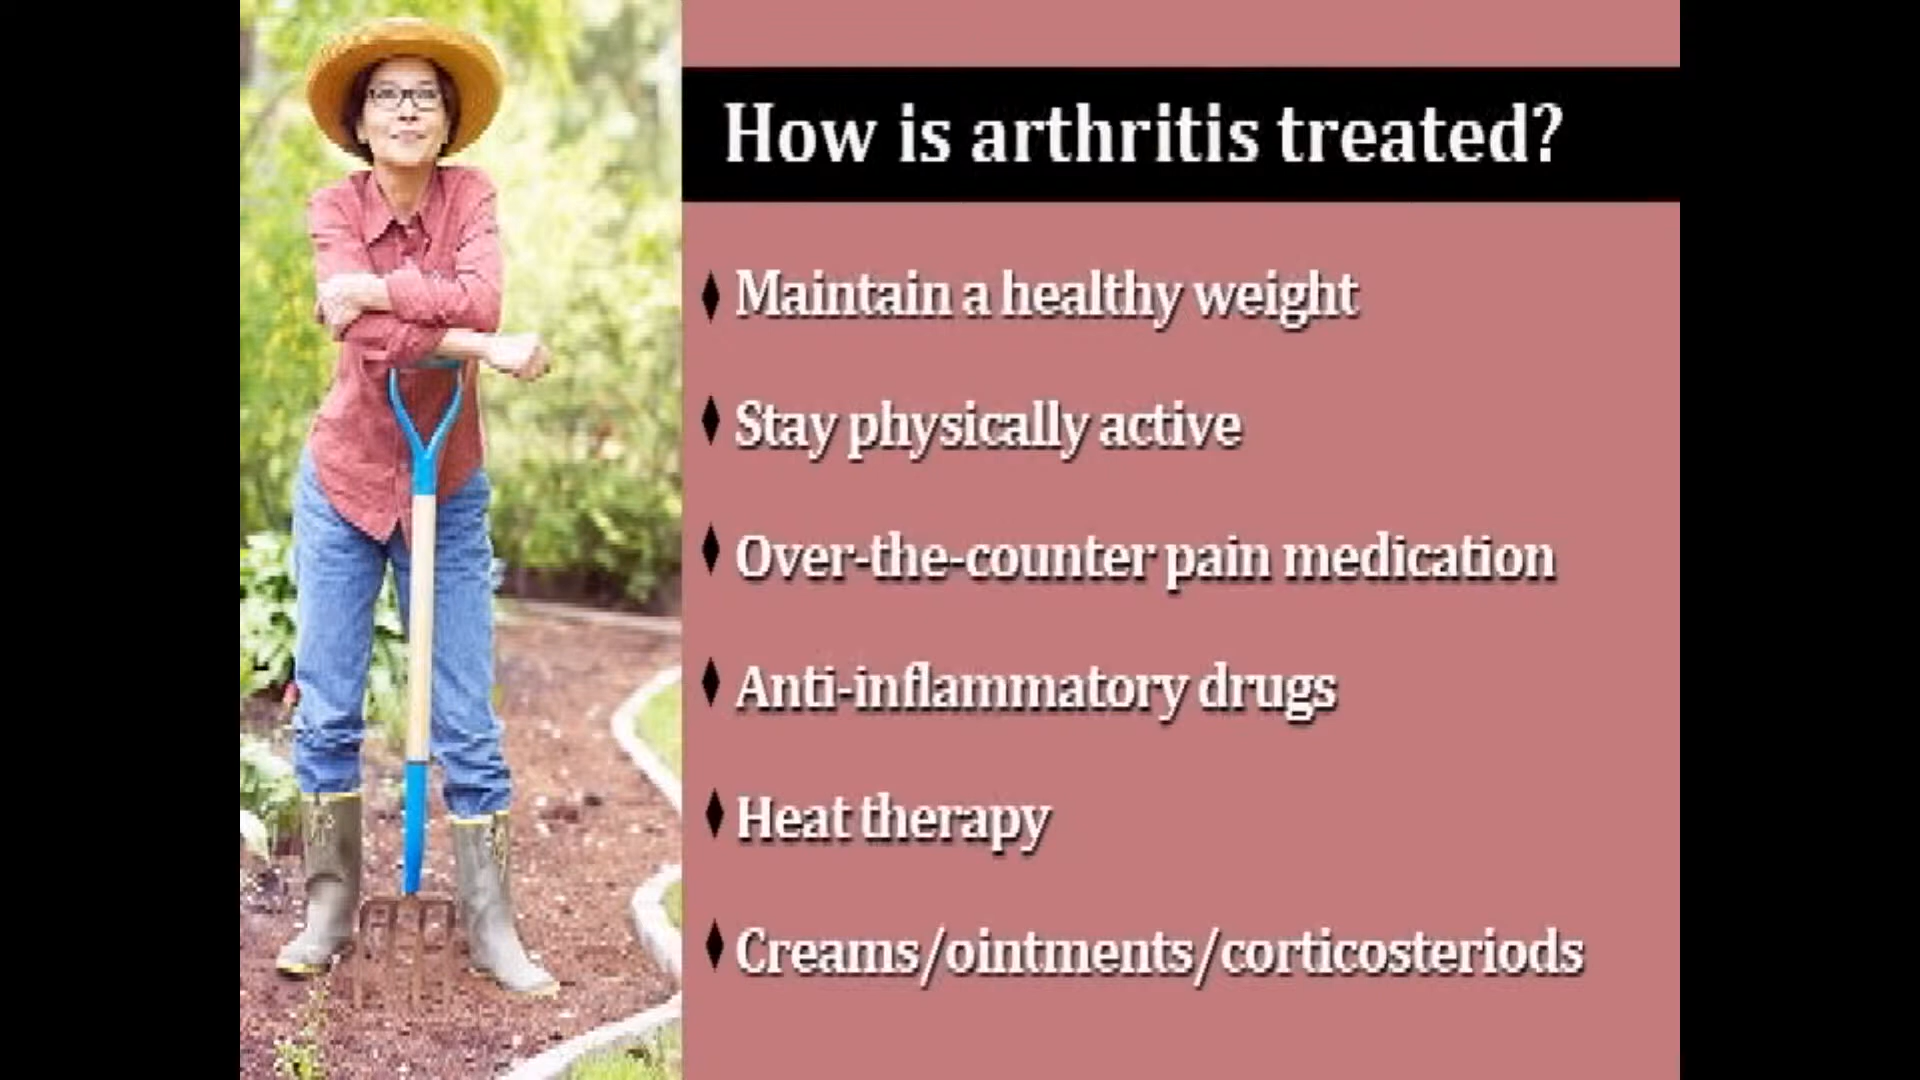 How is arthritis treated?
Maintain a healthy weight
Stay physically active
Over-the-counter pain medication
Anti-inflammatory drugs
Heat therapy
Creams/ointments/corticosteriods